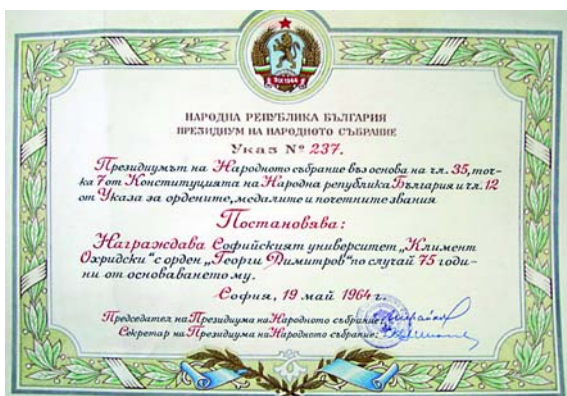 9 IX 1944
НАРОДНА РЕПУБЛИКА БЪЛГАРИЯ
ПРЕЗИДИУМ НА НАРОДНОТО СЪБРАНИЕ
Указ № 237.
Президиумът на Народното събрание въз основа на чл. 35, точ-
ка 7 от Конституцията на Народна република България и чл. 12
от Указа за ордените, медалите и почетните звания
Постановява:
Награждава Софийският университет „Климент
Охридски“ с орден „Георги Димитров“ по случай 75 годи-
ни от основаването му.
София, 19 май 1964 г.
Председател на Президиума на Народното събрание:
Секретар на Президиума на Народното събрание: